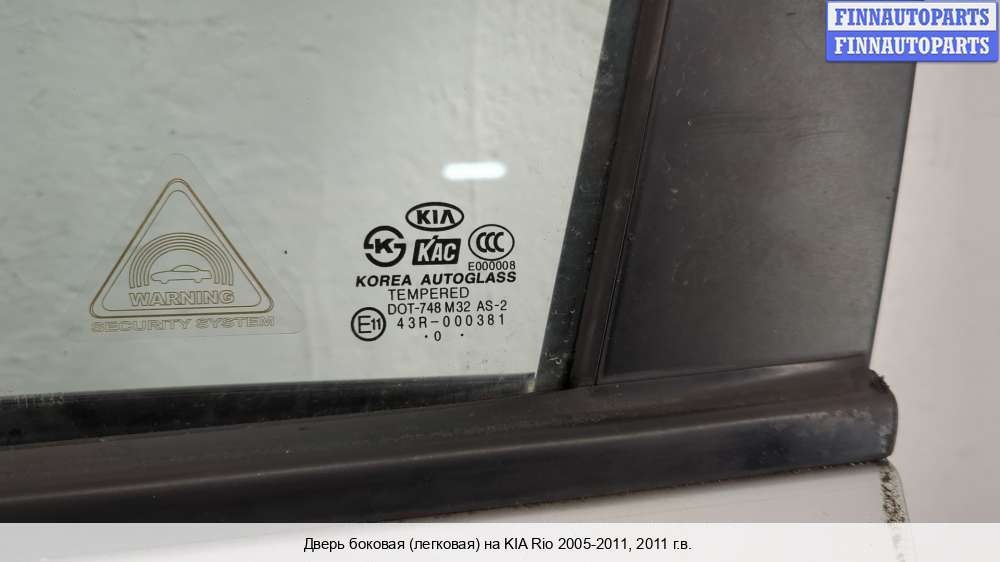 FINNAUTOPARTS
FINNAUTOPARTS
KIA
K KAC CCC
E000008
KOREA AUTOGLASS
TEMPERED
DOT-748 M32 AS-2
E11 43R-000381
· 0 ·
WARNING
SECURITY SYSTEM
Дверь боковая (легковая) на KIA Rio 2005-2011, 2011 г.в.